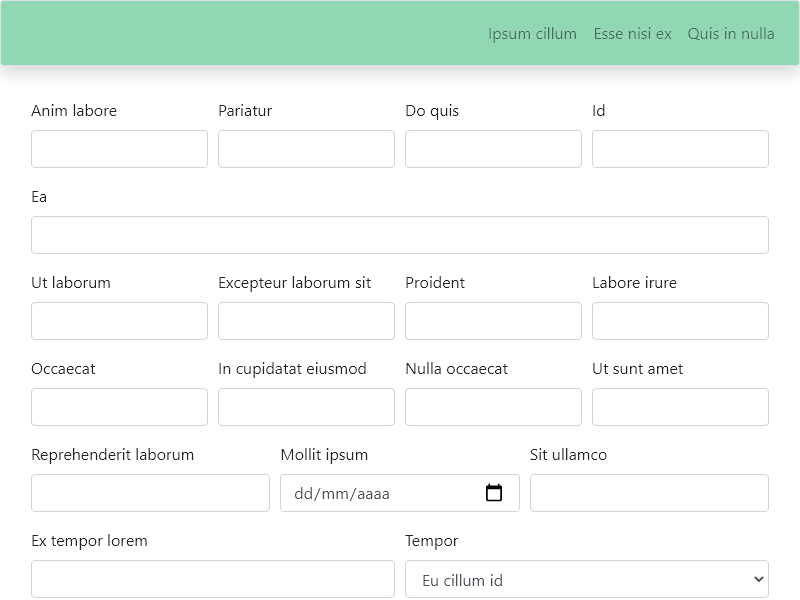 Ipsum cillum Esse nisi ex Quis in nulla
Anim labore Pariatur Do quis Id
Ea
Ut laborum Excepteur laborum sit Proident Labore irure
Occaecat In cupidatat eiusmod Nulla occaecat Ut sunt amet
Reprehenderit laborum Mollit ipsum Sit ullamco
dd/mm/aaaa
Ex tempor lorem Tempor
Eu cillum id